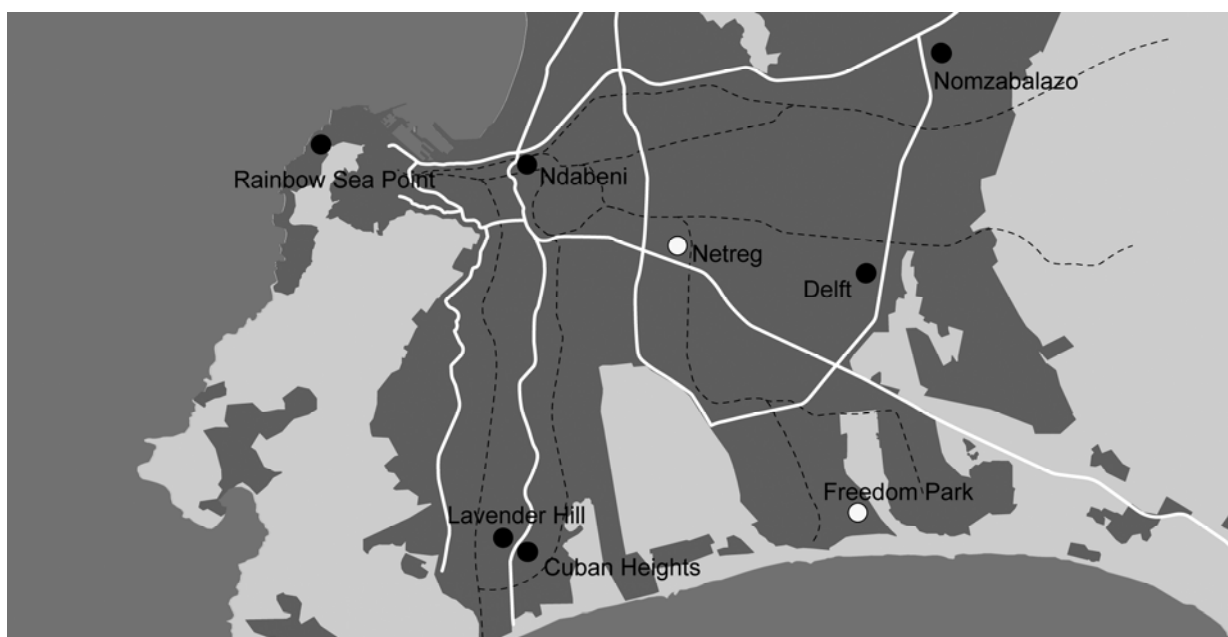 Nomzabalazo
Rainbow Sea Point
Ndabeni
Netreg
Delft
Freedom Park
Lavender Hill
Cuban Heights